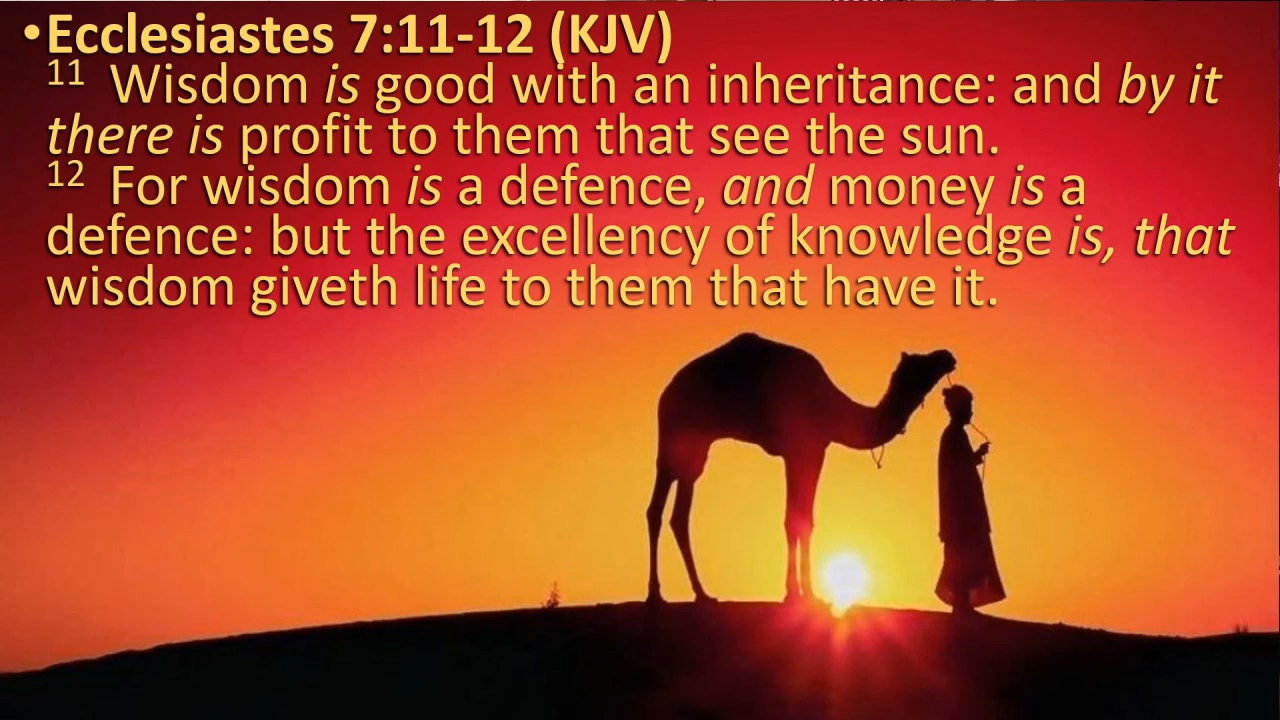 •Ecclesiastes 7:11-12 (KJV)
11 Wisdom is good with an inheritance: and by it
there is profit to them that see the sun.
12 For wisdom is a defence, and money is a
defence: but the excellency of knowledge is, that
wisdom giveth life to them that have it.